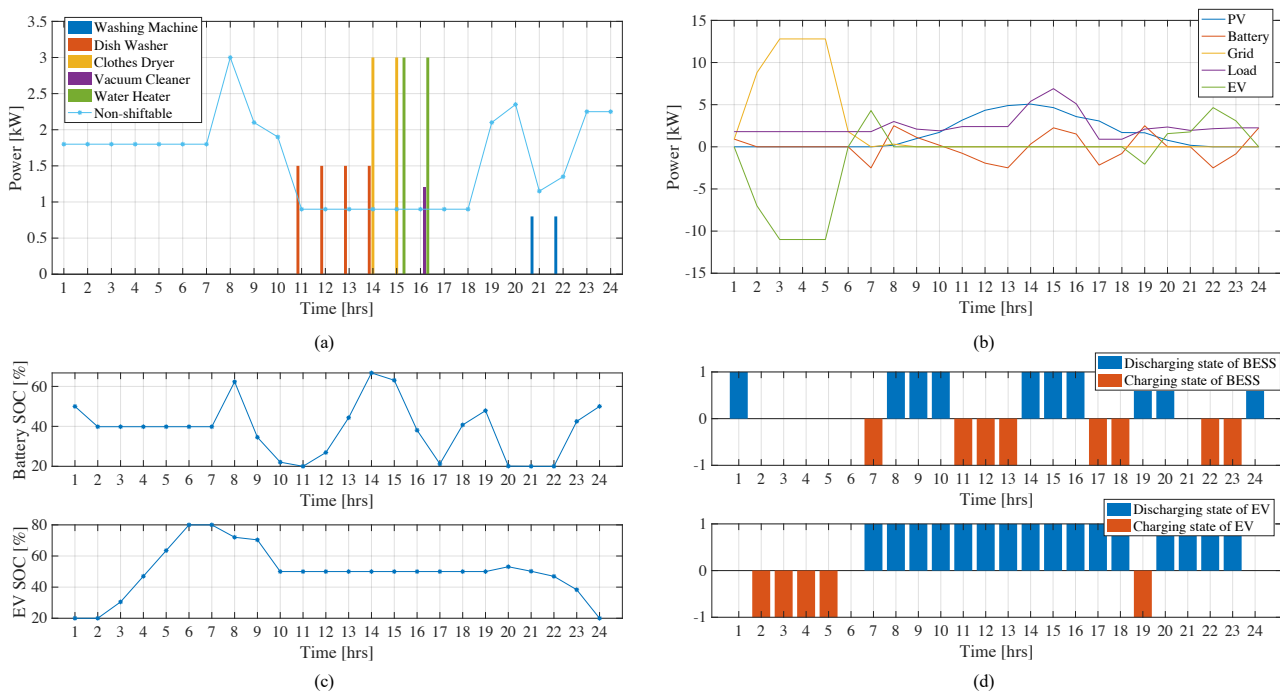 3.5
3
2.5
2
1.5
1
0.5
0
Power [kW]
Washing Machine
Dish Washer
Clothes Dryer
Vacuum Cleaner
Water Heater
Non-shiftable
1 2 3 4 5 6 7 8 9 10 11 12 13 14 15 16 17 18 19 20 21 22 23 24
Time [hrs]
(a)
15
10
5
0
-5
-10
-15
Power [kW]
PV
Battery
Grid
Load
EV
1 2 3 4 5 6 7 8 9 10 11 12 13 14 15 16 17 18 19 20 21 22 23 24
Time [hrs]
(b)
Battery SOC [%]
60
40
20
1 2 3 4 5 6 7 8 9 10 11 12 13 14 15 16 17 18 19 20 21 22 23 24
Time [hrs]
EV SOC [%]
80
60
40
20
1 2 3 4 5 6 7 8 9 10 11 12 13 14 15 16 17 18 19 20 21 22 23 24
Time [hrs]
(c)
1
0
-1
Discharging state of BESS
Charging state of BESS
1 2 3 4 5 6 7 8 9 10 11 12 13 14 15 16 17 18 19 20 21 22 23 24
Time [hrs]
1
0
-1
Discharging state of EV
Charging state of EV
1 2 3 4 5 6 7 8 9 10 11 12 13 14 15 16 17 18 19 20 21 22 23 24
Time [hrs]
(d)